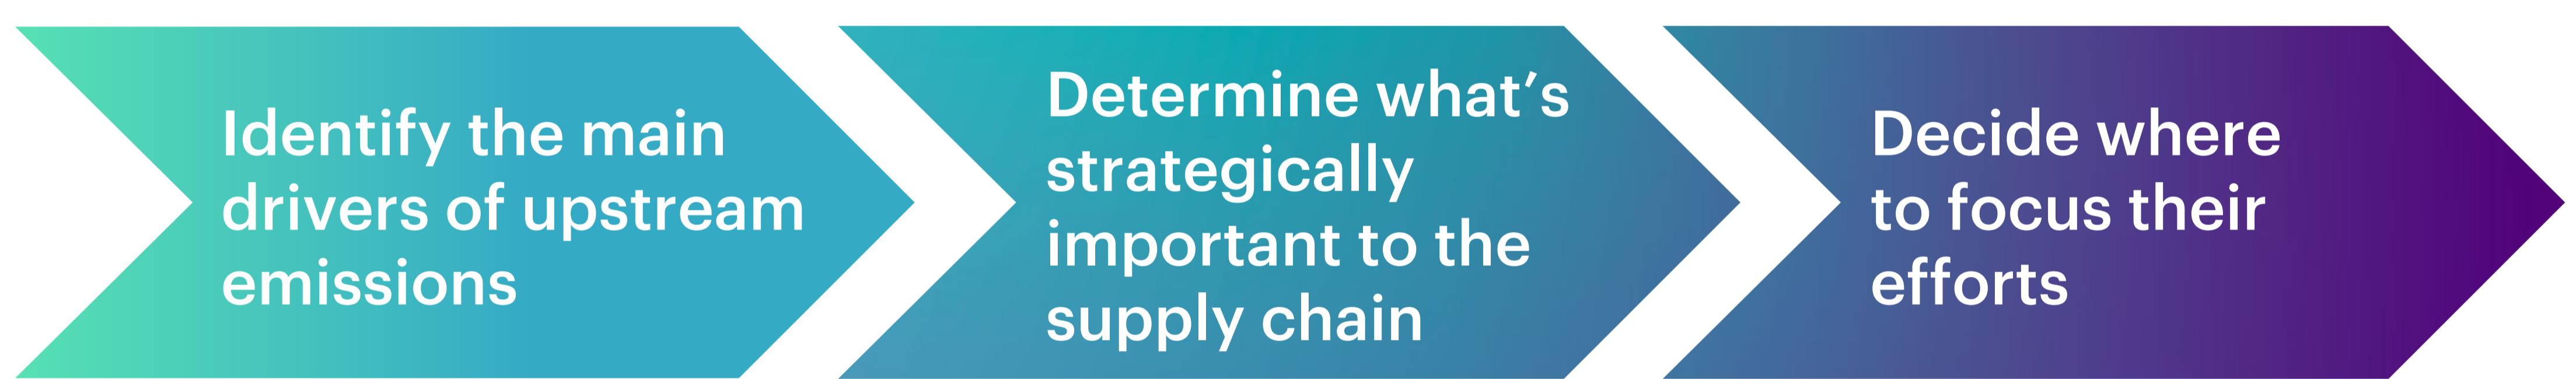 Identify the main
drivers of upstream
emissions
Determine what’s
strategically
important to the
supply chain
Decide where
to focus their
efforts